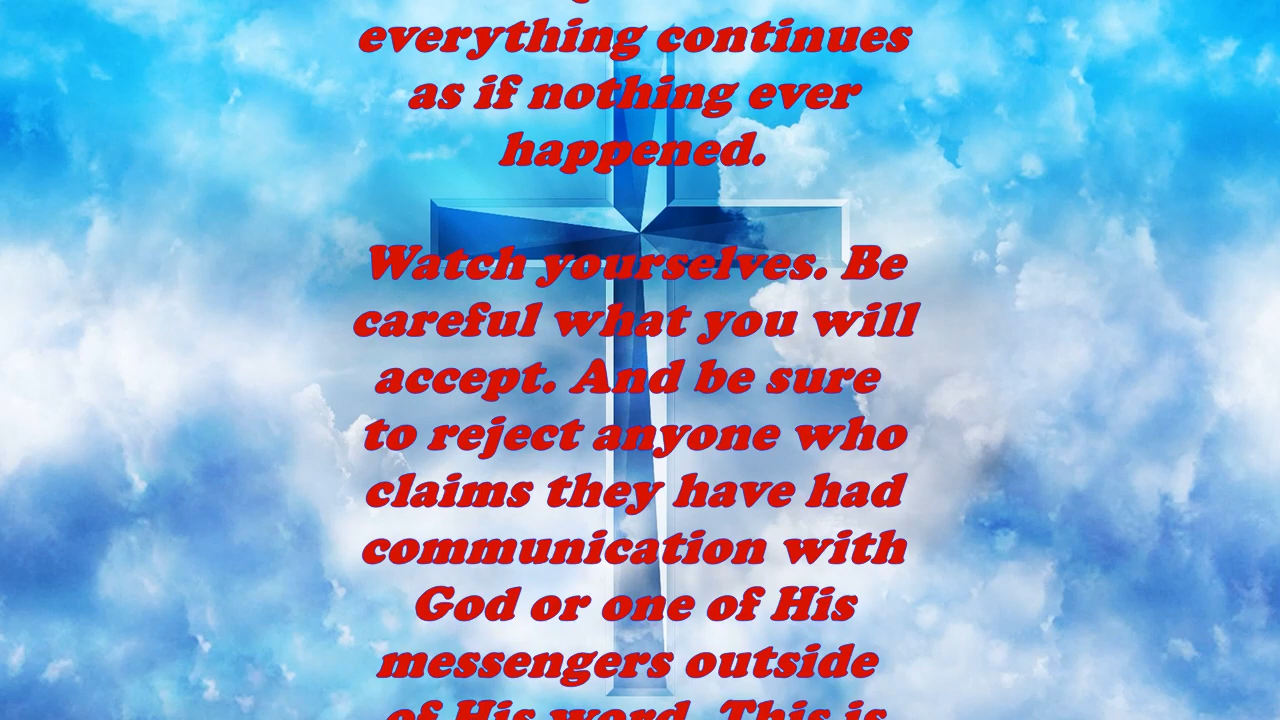 everything continues
as if nothing ever
happened.
Watch yourselves. Be
careful what you will
accept. And be sure
to reject anyone who
claims they have had
communication with
God or one of His
messengers outside
of His word. This is